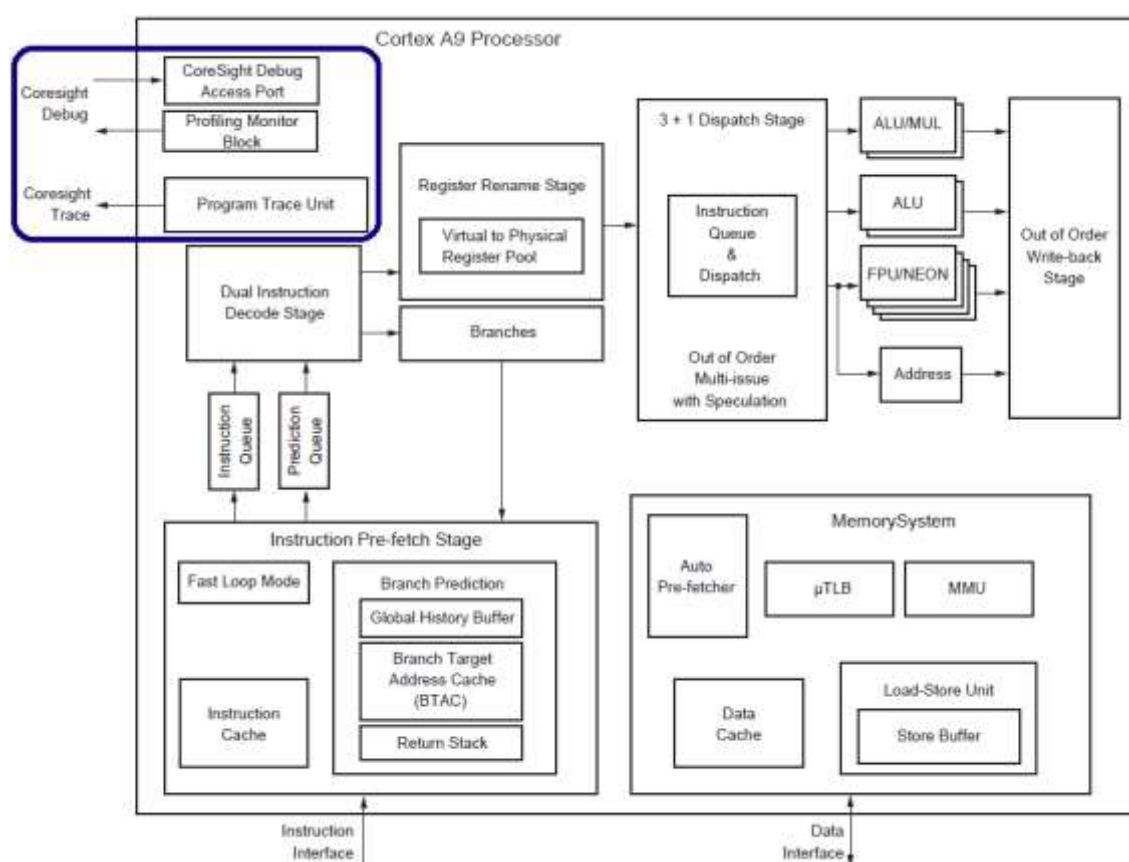 Cortex A9 Processor
Coresight
Debug
CoreSight Debug
Access Port
Profiling Monitor
Block
Coresight
Trace
Program Trace Unit
Dual Instruction
Decode Stage
Register Rename Stage
Virtual to Physical
Register Pool
Branches
3 + 1 Dispatch Stage
Instruction
Queue
&
Dispatch
Out of Order
Multi-issue
with Speculation
ALU/MUL
ALU
FPU/NEON
Address
Out of Order
Write-back
Stage
Instruction
Queue
Prediction
Queue
Instruction Pre-fetch Stage
Fast Loop Mode
Instruction
Cache
Branch Prediction
Global History Buffer
Branch Target
Address Cache
(BTAC)
Return Stack
MemorySystem
Auto
Pre-fetcher
µTLB
MMU
Data
Cache
Load-Store Unit
Store Buffer
Instruction
Interface
Data
Interface